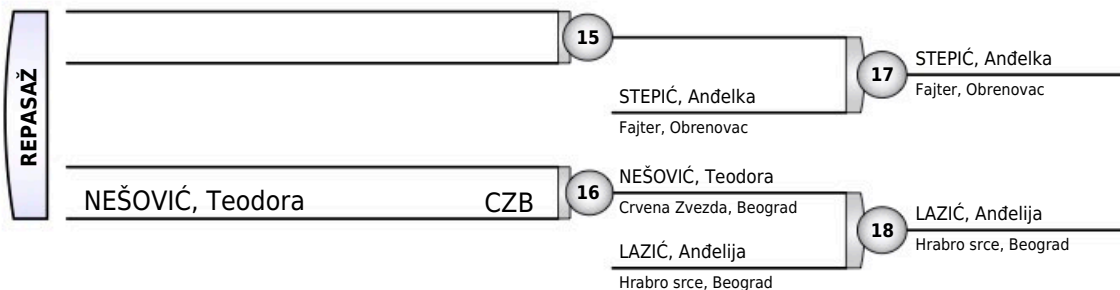 REPASAŽ
15
STEPIĆ, Anđelka
Fajter, Obrenovac
17
STEPIĆ, Anđelka
Fajter, Obrenovac
NEŠOVIĆ, Teodora CZB
16
NEŠOVIĆ, Teodora
Crvena Zvezda, Beograd
LAZIĆ, Anđelija
Hrabro srce, Beograd
18
LAZIĆ, Anđelija
Hrabro srce, Beograd